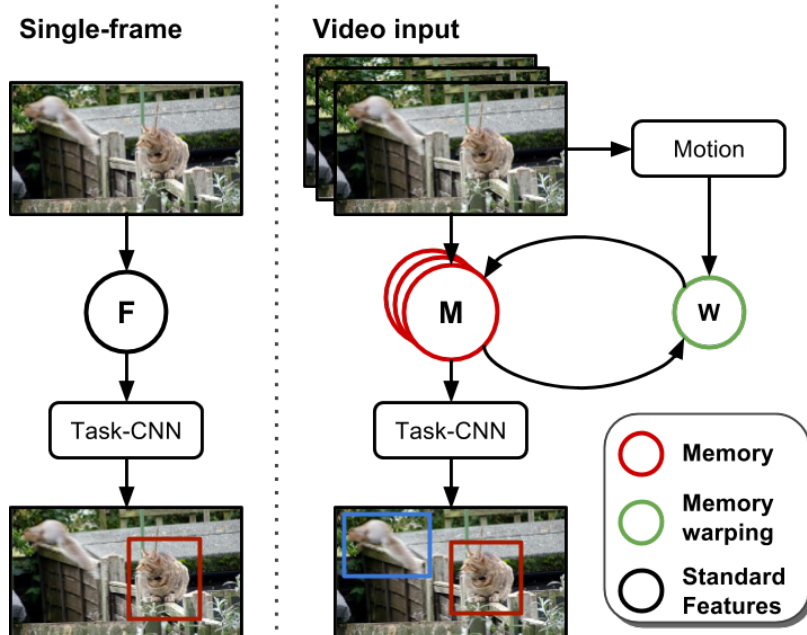 Single-frame
Video input
Motion
F
M
W
Task-CNN
Task-CNN
Memory
Memory
warping
Standard
Features